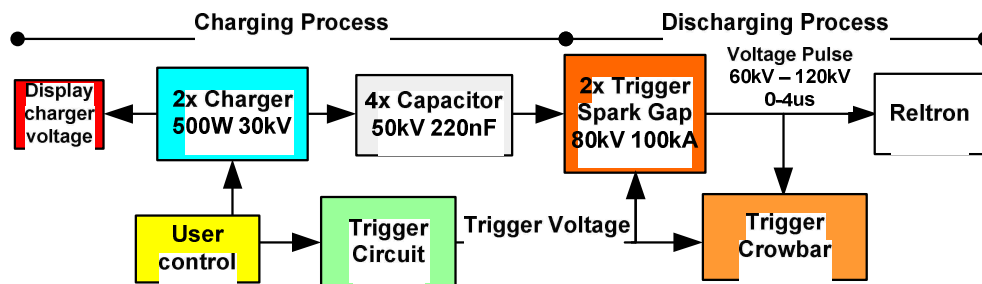 Charging Process
Discharging Process
Display
charger
voltage
2x Charger
500W 30kV
4x Capacitor
50kV 220nF
2x Trigger
Spark Gap
80kV 100kA
Voltage Pulse
60kV – 120kV
0-4us
Reltron
User
control
Trigger
Circuit
Trigger Voltage
Trigger
Crowbar